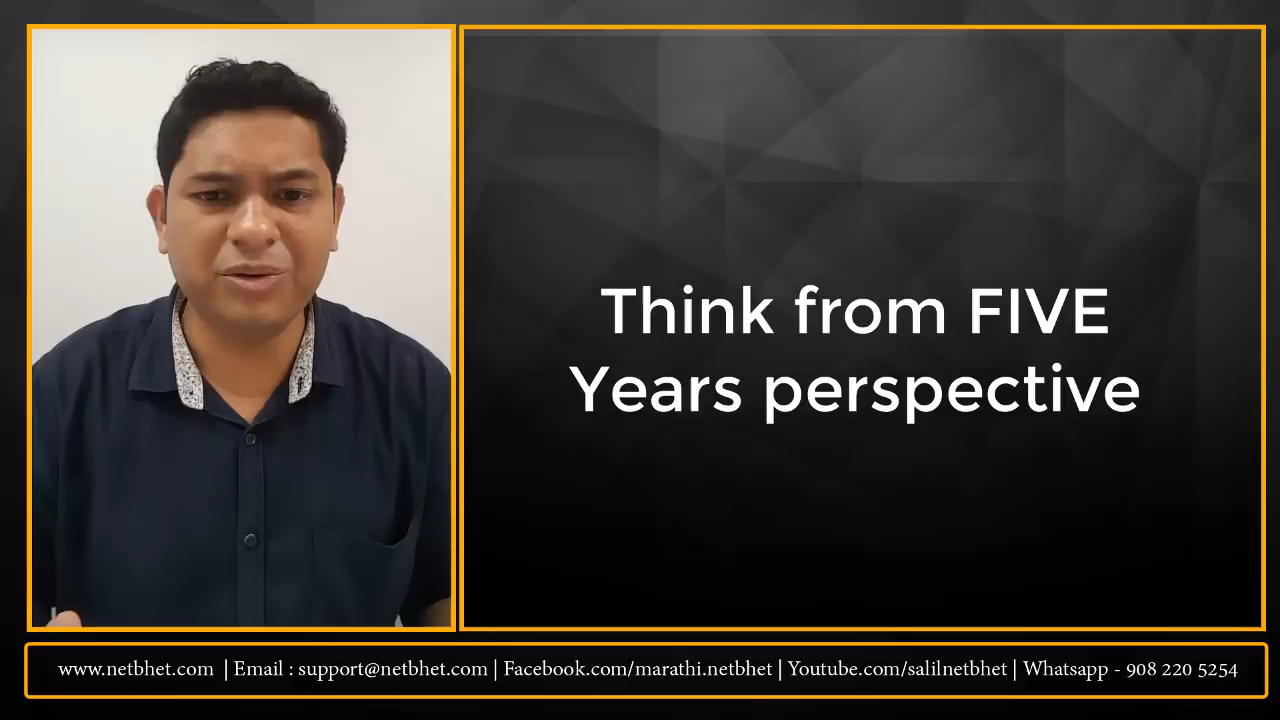 Think from FIVE
Years perspective
www.netbhet.com | Email : support@netbhet.com | Facebook.com/marathi.netbhet | Youtube.com/salilnetbhet | Whatsapp - 908 220 5254